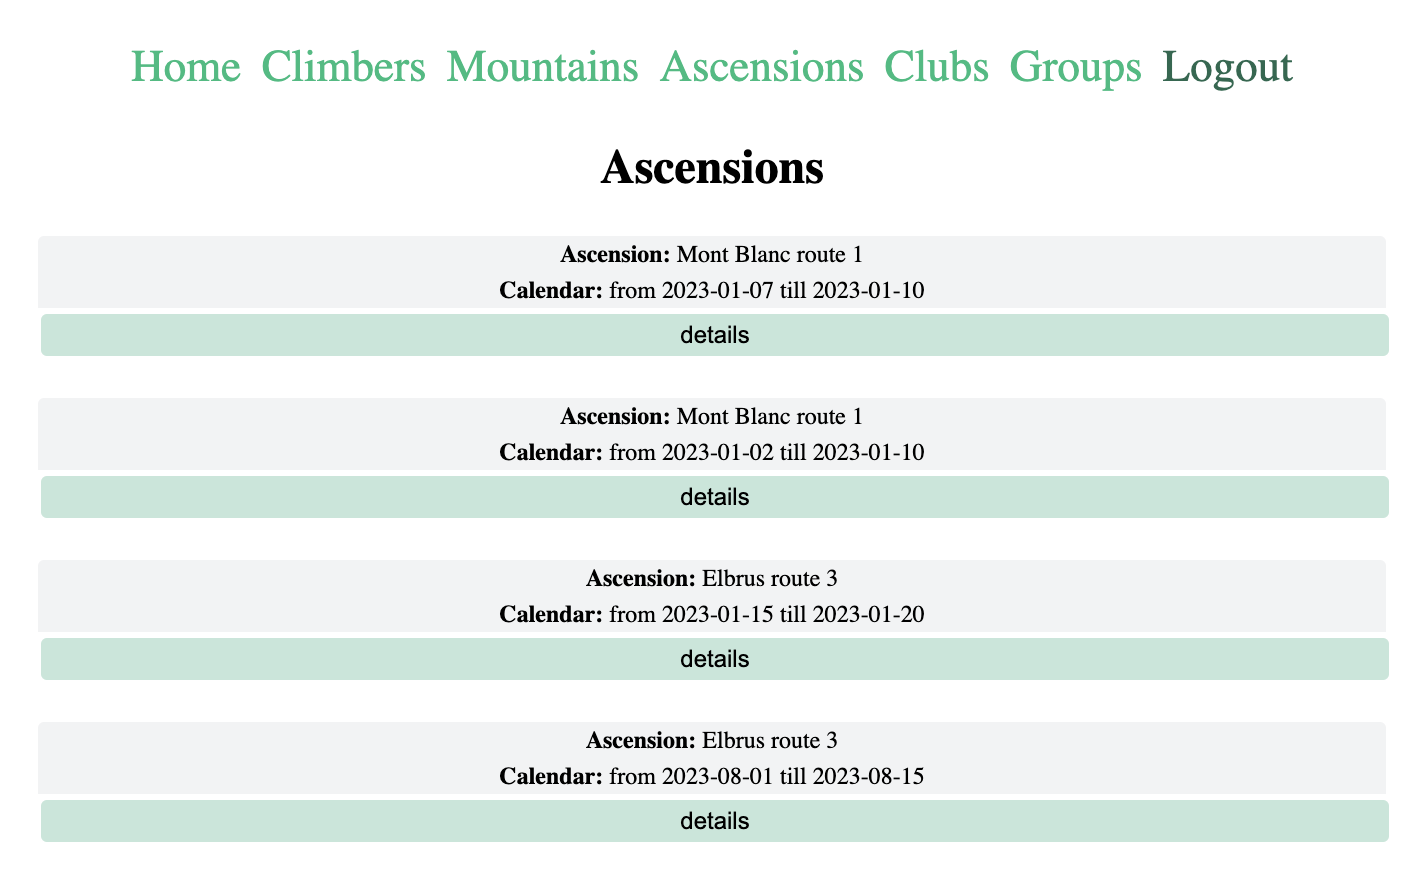 Home Climbers Mountains Ascensions Clubs Groups Logout
Ascensions
Ascension: Mont Blanc route 1
Calendar: from 2023-01-07 till 2023-01-10
details
Ascension: Mont Blanc route 1
Calendar: from 2023-01-02 till 2023-01-10
details
Ascension: Elbrus route 3
Calendar: from 2023-01-15 till 2023-01-20
details
Ascension: Elbrus route 3
Calendar: from 2023-08-01 till 2023-08-15
details